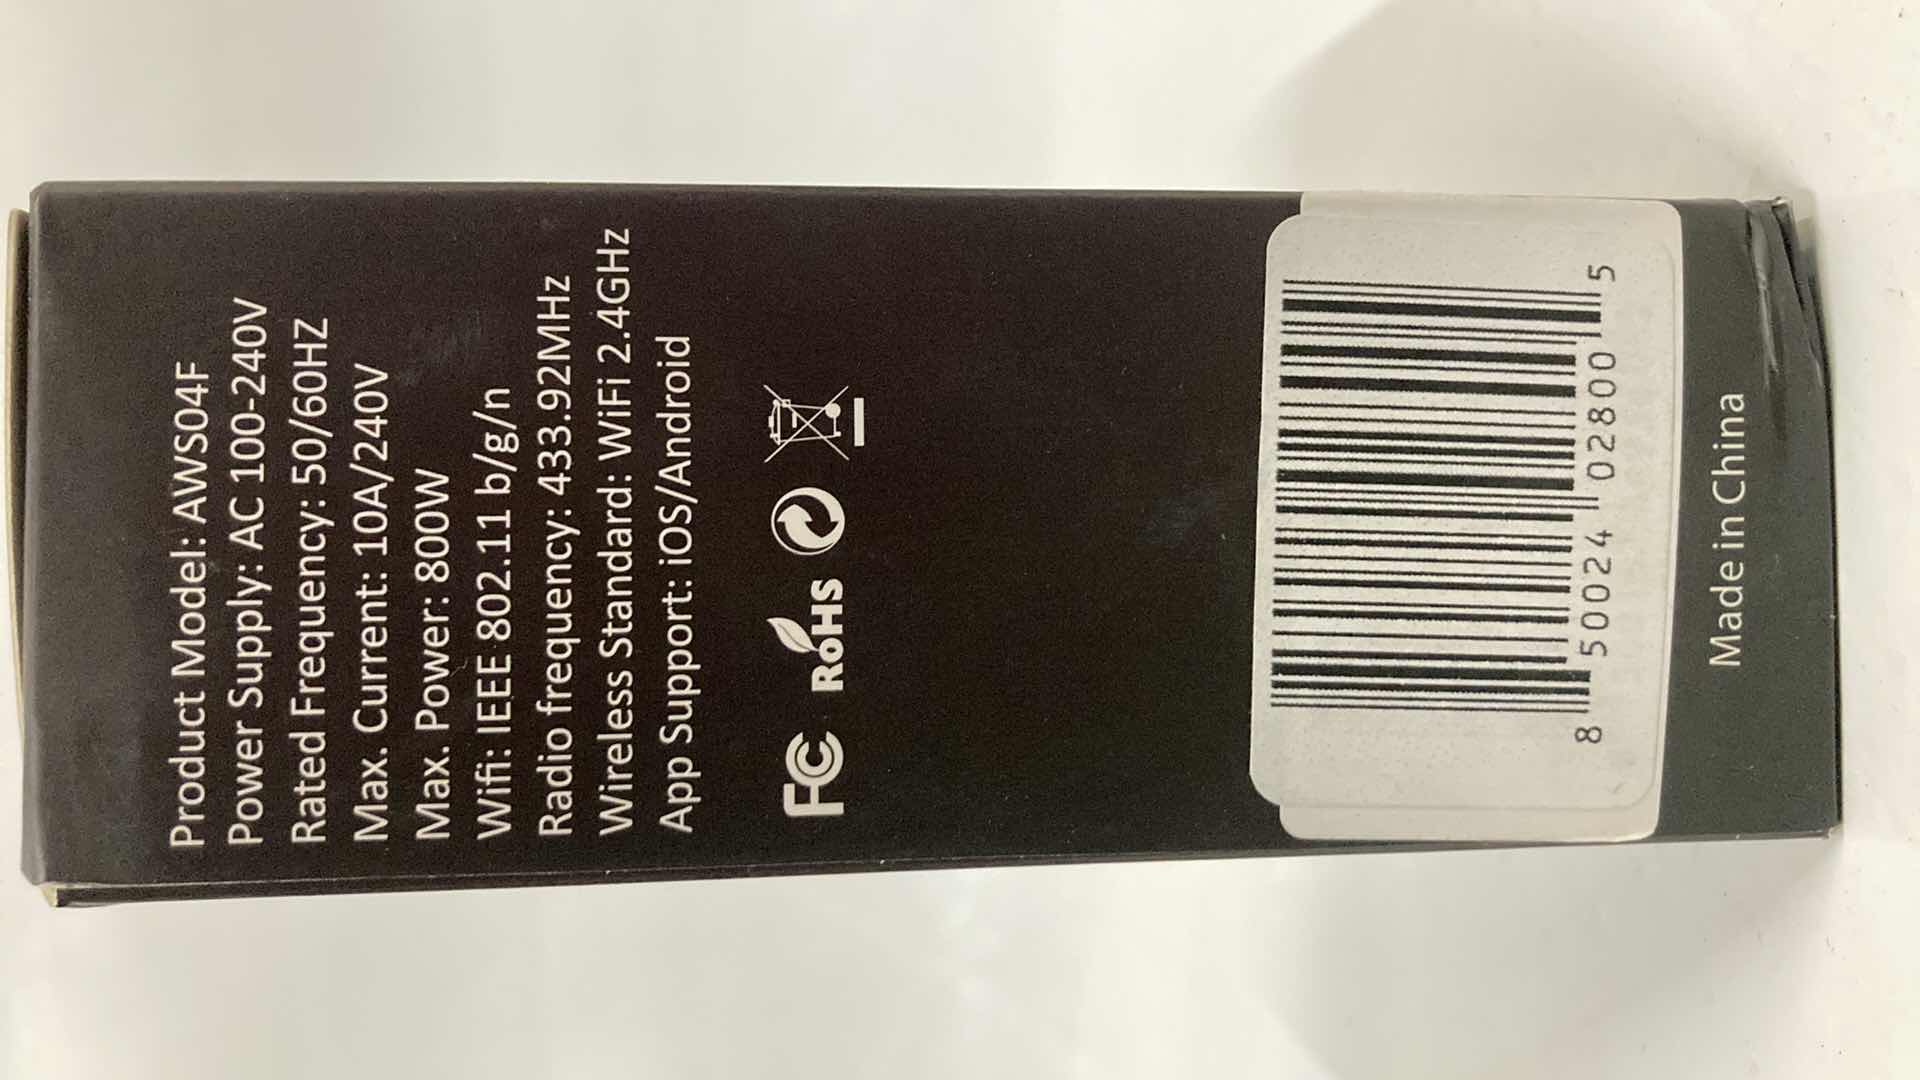 Product Model: AWS04F
Power Supply: AC 100-240V
Rated Frequency: 50/60HZ
Max. Current: 10A/240V
Max. Power: 800W
Wifi: IEEE 802.11 b/g/n
Radio frequency: 433.92MHz
Wireless Standard: WiFi 2.4GHz
App Support: iOS/Android
FC RoHS
8 50024 02800 5
Made in China